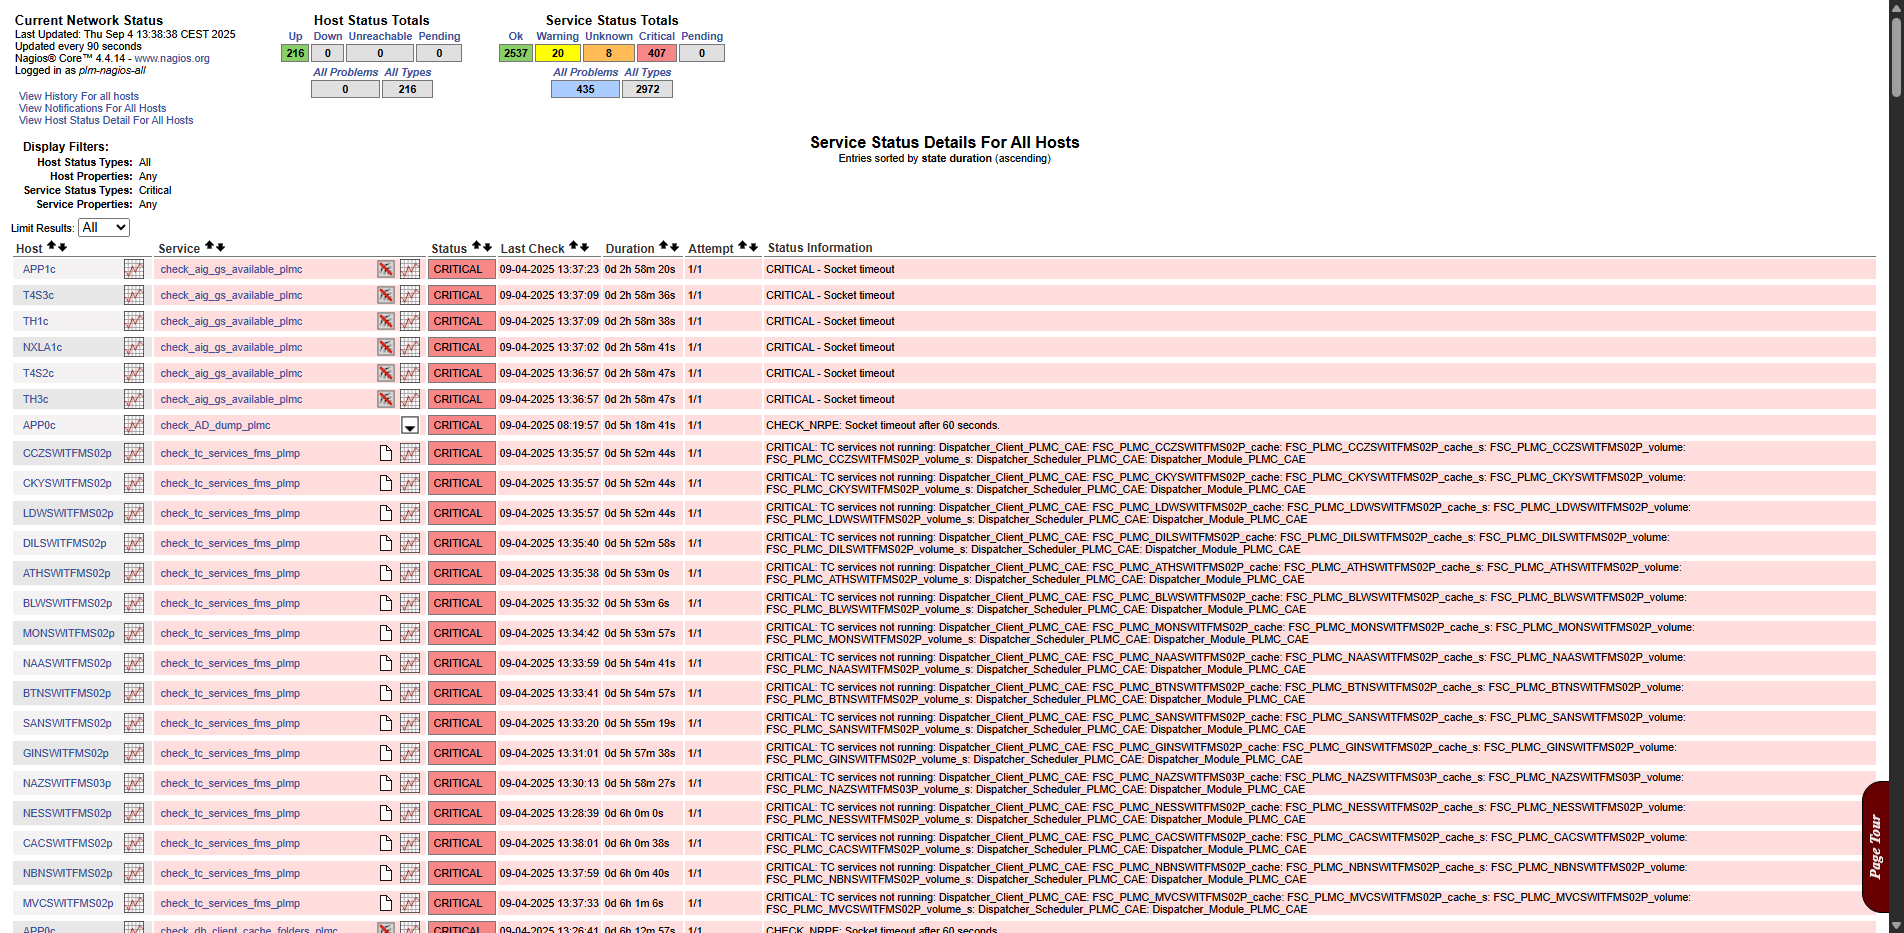 Current Network Status
Last Updated: Thu Sep 4 13:38:38 CEST 2025
Updated every 90 seconds
Nagios® Core™ 4.4.14 - www.nagios.org
Logged in as plm-nagios-all
View History For all hosts
View Notifications For All Hosts
View Host Status Detail For All Hosts
Host Status Totals
Up Down Unreachable Pending
216 0 0 0
All Problems All Types
0 216
Service Status Totals
Ok Warning Unknown Critical Pending
2537 20 8 407 0
All Problems All Types
435 2972
Display Filters:
Host Status Types: All
Host Properties: Any
Service Status Types: Critical
Service Properties: Any
Service Status Details For All Hosts
Entries sorted by state duration (ascending)
Limit Results: All
Host Service Status Last Check Duration Attempt Status Information
APP1c check_aig_gs_available_plmc CRITICAL 09-04-2025 13:37:23 0d 2h 58m 20s 1/1 CRITICAL - Socket timeout
T4S3c check_aig_gs_available_plmc CRITICAL 09-04-2025 13:37:09 0d 2h 58m 36s 1/1 CRITICAL - Socket timeout
TH1c check_aig_gs_available_plmc CRITICAL 09-04-2025 13:37:09 0d 2h 58m 38s 1/1 CRITICAL - Socket timeout
NXLA1c check_aig_gs_available_plmc CRITICAL 09-04-2025 13:37:02 0d 2h 58m 41s 1/1 CRITICAL - Socket timeout
T4S2c check_aig_gs_available_plmc CRITICAL 09-04-2025 13:36:57 0d 2h 58m 47s 1/1 CRITICAL - Socket timeout
TH3c check_aig_gs_available_plmc CRITICAL 09-04-2025 13:36:57 0d 2h 58m 47s 1/1 CRITICAL - Socket timeout
APP0c check_AD_dump_plmc CRITICAL 09-04-2025 08:19:57 0d 5h 18m 41s 1/1 CHECK_NRPE: Socket timeout after 60 seconds.
CCZSWITFMS02p check_tc_services_fms_plmp CRITICAL 09-04-2025 13:35:57 0d 5h 52m 44s 1/1 CRITICAL: TC services not running: Dispatcher_Client_PLMC_CAE: FSC_PLMC_CCZSWITFMS02P_cache: FSC_PLMC_CCZSWITFMS02P_cache_s: FSC_PLMC_CCZSWITFMS02P_volume:
FSC_PLMC_CCZSWITFMS02P_volume_s: Dispatcher_Scheduler_PLMC_CAE: Dispatcher_Module_PLMC_CAE
CKYSWITFMS02p check_tc_services_fms_plmp CRITICAL 09-04-2025 13:35:57 0d 5h 52m 44s 1/1 CRITICAL: TC services not running: Dispatcher_Client_PLMC_CAE: FSC_PLMC_CKYSWITFMS02P_cache: FSC_PLMC_CKYSWITFMS02P_cache_s: FSC_PLMC_CKYSWITFMS02P_volume:
FSC_PLMC_CKYSWITFMS02P_volume_s: Dispatcher_Scheduler_PLMC_CAE: Dispatcher_Module_PLMC_CAE
LDWSWITFMS02p check_tc_services_fms_plmp CRITICAL 09-04-2025 13:35:57 0d 5h 52m 44s 1/1 CRITICAL: TC services not running: Dispatcher_Client_PLMC_CAE: FSC_PLMC_LDWSWITFMS02P_cache: FSC_PLMC_LDWSWITFMS02P_cache_s: FSC_PLMC_LDWSWITFMS02P_volume:
FSC_PLMC_LDWSWITFMS02P_volume_s: Dispatcher_Scheduler_PLMC_CAE: Dispatcher_Module_PLMC_CAE
DILSWITFMS02p check_tc_services_fms_plmp CRITICAL 09-04-2025 13:35:40 0d 5h 52m 58s 1/1 CRITICAL: TC services not running: Dispatcher_Client_PLMC_CAE: FSC_PLMC_DILSWITFMS02P_cache: FSC_PLMC_DILSWITFMS02P_cache_s: FSC_PLMC_DILSWITFMS02P_volume:
FSC_PLMC_DILSWITFMS02P_volume_s: Dispatcher_Scheduler_PLMC_CAE: Dispatcher_Module_PLMC_CAE
ATHSWITFMS02p check_tc_services_fms_plmp CRITICAL 09-04-2025 13:35:38 0d 5h 53m 0s 1/1 CRITICAL: TC services not running: Dispatcher_Client_PLMC_CAE: FSC_PLMC_ATHSWITFMS02P_cache: FSC_PLMC_ATHSWITFMS02P_cache_s: FSC_PLMC_ATHSWITFMS02P_volume:
FSC_PLMC_ATHSWITFMS02P_volume_s: Dispatcher_Scheduler_PLMC_CAE: Dispatcher_Module_PLMC_CAE
BLWSWITFMS02p check_tc_services_fms_plmp CRITICAL 09-04-2025 13:35:32 0d 5h 53m 6s 1/1 CRITICAL: TC services not running: Dispatcher_Client_PLMC_CAE: FSC_PLMC_BLWSWITFMS02P_cache: FSC_PLMC_BLWSWITFMS02P_cache_s: FSC_PLMC_BLWSWITFMS02P_volume:
FSC_PLMC_BLWSWITFMS02P_volume_s: Dispatcher_Scheduler_PLMC_CAE: Dispatcher_Module_PLMC_CAE
MONSWITFMS02p check_tc_services_fms_plmp CRITICAL 09-04-2025 13:34:42 0d 5h 53m 57s 1/1 CRITICAL: TC services not running: Dispatcher_Client_PLMC_CAE: FSC_PLMC_MONSWITFMS02P_cache: FSC_PLMC_MONSWITFMS02P_cache_s: FSC_PLMC_MONSWITFMS02P_volume:
FSC_PLMC_MONSWITFMS02P_volume_s: Dispatcher_Scheduler_PLMC_CAE: Dispatcher_Module_PLMC_CAE
NAASWITFMS02p check_tc_services_fms_plmp CRITICAL 09-04-2025 13:33:59 0d 5h 54m 41s 1/1 CRITICAL: TC services not running: Dispatcher_Client_PLMC_CAE: FSC_PLMC_NAASWITFMS02P_cache: FSC_PLMC_NAASWITFMS02P_cache_s: FSC_PLMC_NAASWITFMS02P_volume:
FSC_PLMC_NAASWITFMS02P_volume_s: Dispatcher_Scheduler_PLMC_CAE: Dispatcher_Module_PLMC_CAE
BTNSWITFMS02p check_tc_services_fms_plmp CRITICAL 09-04-2025 13:33:41 0d 5h 54m 57s 1/1 CRITICAL: TC services not running: Dispatcher_Client_PLMC_CAE: FSC_PLMC_BTNSWITFMS02P_cache: FSC_PLMC_BTNSWITFMS02P_cache_s: FSC_PLMC_BTNSWITFMS02P_volume:
FSC_PLMC_BTNSWITFMS02P_volume_s: Dispatcher_Scheduler_PLMC_CAE: Dispatcher_Module_PLMC_CAE
SANSWITFMS02p check_tc_services_fms_plmp CRITICAL 09-04-2025 13:33:20 0d 5h 55m 19s 1/1 CRITICAL: TC services not running: Dispatcher_Client_PLMC_CAE: FSC_PLMC_SANSWITFMS02P_cache: FSC_PLMC_SANSWITFMS02P_cache_s: FSC_PLMC_SANSWITFMS02P_volume:
FSC_PLMC_SANSWITFMS02P_volume_s: Dispatcher_Scheduler_PLMC_CAE: Dispatcher_Module_PLMC_CAE
GINSWITFMS02p check_tc_services_fms_plmp CRITICAL 09-04-2025 13:31:01 0d 5h 57m 38s 1/1 CRITICAL: TC services not running: Dispatcher_Client_PLMC_CAE: FSC_PLMC_GINSWITFMS02P_cache: FSC_PLMC_GINSWITFMS02P_cache_s: FSC_PLMC_GINSWITFMS02P_volume:
FSC_PLMC_GINSWITFMS02P_volume_s: Dispatcher_Scheduler_PLMC_CAE: Dispatcher_Module_PLMC_CAE
NAZSWITFMS03p check_tc_services_fms_plmp CRITICAL 09-04-2025 13:30:13 0d 5h 58m 27s 1/1 CRITICAL: TC services not running: Dispatcher_Client_PLMC_CAE: FSC_PLMC_NAZSWITFMS03P_cache: FSC_PLMC_NAZSWITFMS03P_cache_s: FSC_PLMC_NAZSWITFMS03P_volume:
FSC_PLMC_NAZSWITFMS03P_volume_s: Dispatcher_Scheduler_PLMC_CAE: Dispatcher_Module_PLMC_CAE
NESSWITFMS02p check_tc_services_fms_plmp CRITICAL 09-04-2025 13:28:39 0d 6h 0m 0s 1/1 CRITICAL: TC services not running: Dispatcher_Client_PLMC_CAE: FSC_PLMC_NESSWITFMS02P_cache: FSC_PLMC_NESSWITFMS02P_cache_s: FSC_PLMC_NESSWITFMS02P_volume:
FSC_PLMC_NESSWITFMS02P_volume_s: Dispatcher_Scheduler_PLMC_CAE: Dispatcher_Module_PLMC_CAE
CACSWITFMS02p check_tc_services_fms_plmp CRITICAL 09-04-2025 13:38:01 0d 6h 0m 38s 1/1 CRITICAL: TC services not running: Dispatcher_Client_PLMC_CAE: FSC_PLMC_CACSWITFMS02P_cache: FSC_PLMC_CACSWITFMS02P_cache_s: FSC_PLMC_CACSWITFMS02P_volume:
FSC_PLMC_CACSWITFMS02P_volume_s: Dispatcher_Scheduler_PLMC_CAE: Dispatcher_Module_PLMC_CAE
NBNSWITFMS02p check_tc_services_fms_plmp CRITICAL 09-04-2025 13:37:59 0d 6h 0m 40s 1/1 CRITICAL: TC services not running: Dispatcher_Client_PLMC_CAE: FSC_PLMC_NBNSWITFMS02P_cache: FSC_PLMC_NBNSWITFMS02P_cache_s: FSC_PLMC_NBNSWITFMS02P_volume:
FSC_PLMC_NBNSWITFMS02P_volume_s: Dispatcher_Scheduler_PLMC_CAE: Dispatcher_Module_PLMC_CAE
MVCSWITFMS02p check_tc_services_fms_plmp CRITICAL 09-04-2025 13:37:33 0d 6h 1m 6s 1/1 CRITICAL: TC services not running: Dispatcher_Client_PLMC_CAE: FSC_PLMC_MVCSWITFMS02P_cache: FSC_PLMC_MVCSWITFMS02P_cache_s: FSC_PLMC_MVCSWITFMS02P_volume:
FSC_PLMC_MVCSWITFMS02P_volume_s: Dispatcher_Scheduler_PLMC_CAE: Dispatcher_Module_PLMC_CAE
APP0c check_db_client_cache_folders_plmc CRITICAL 09-04-2025 13:26:41 0d 6h 12m 57s 1/1 CHECK_NRPE: Socket timeout after 60 seconds.
Page Tour